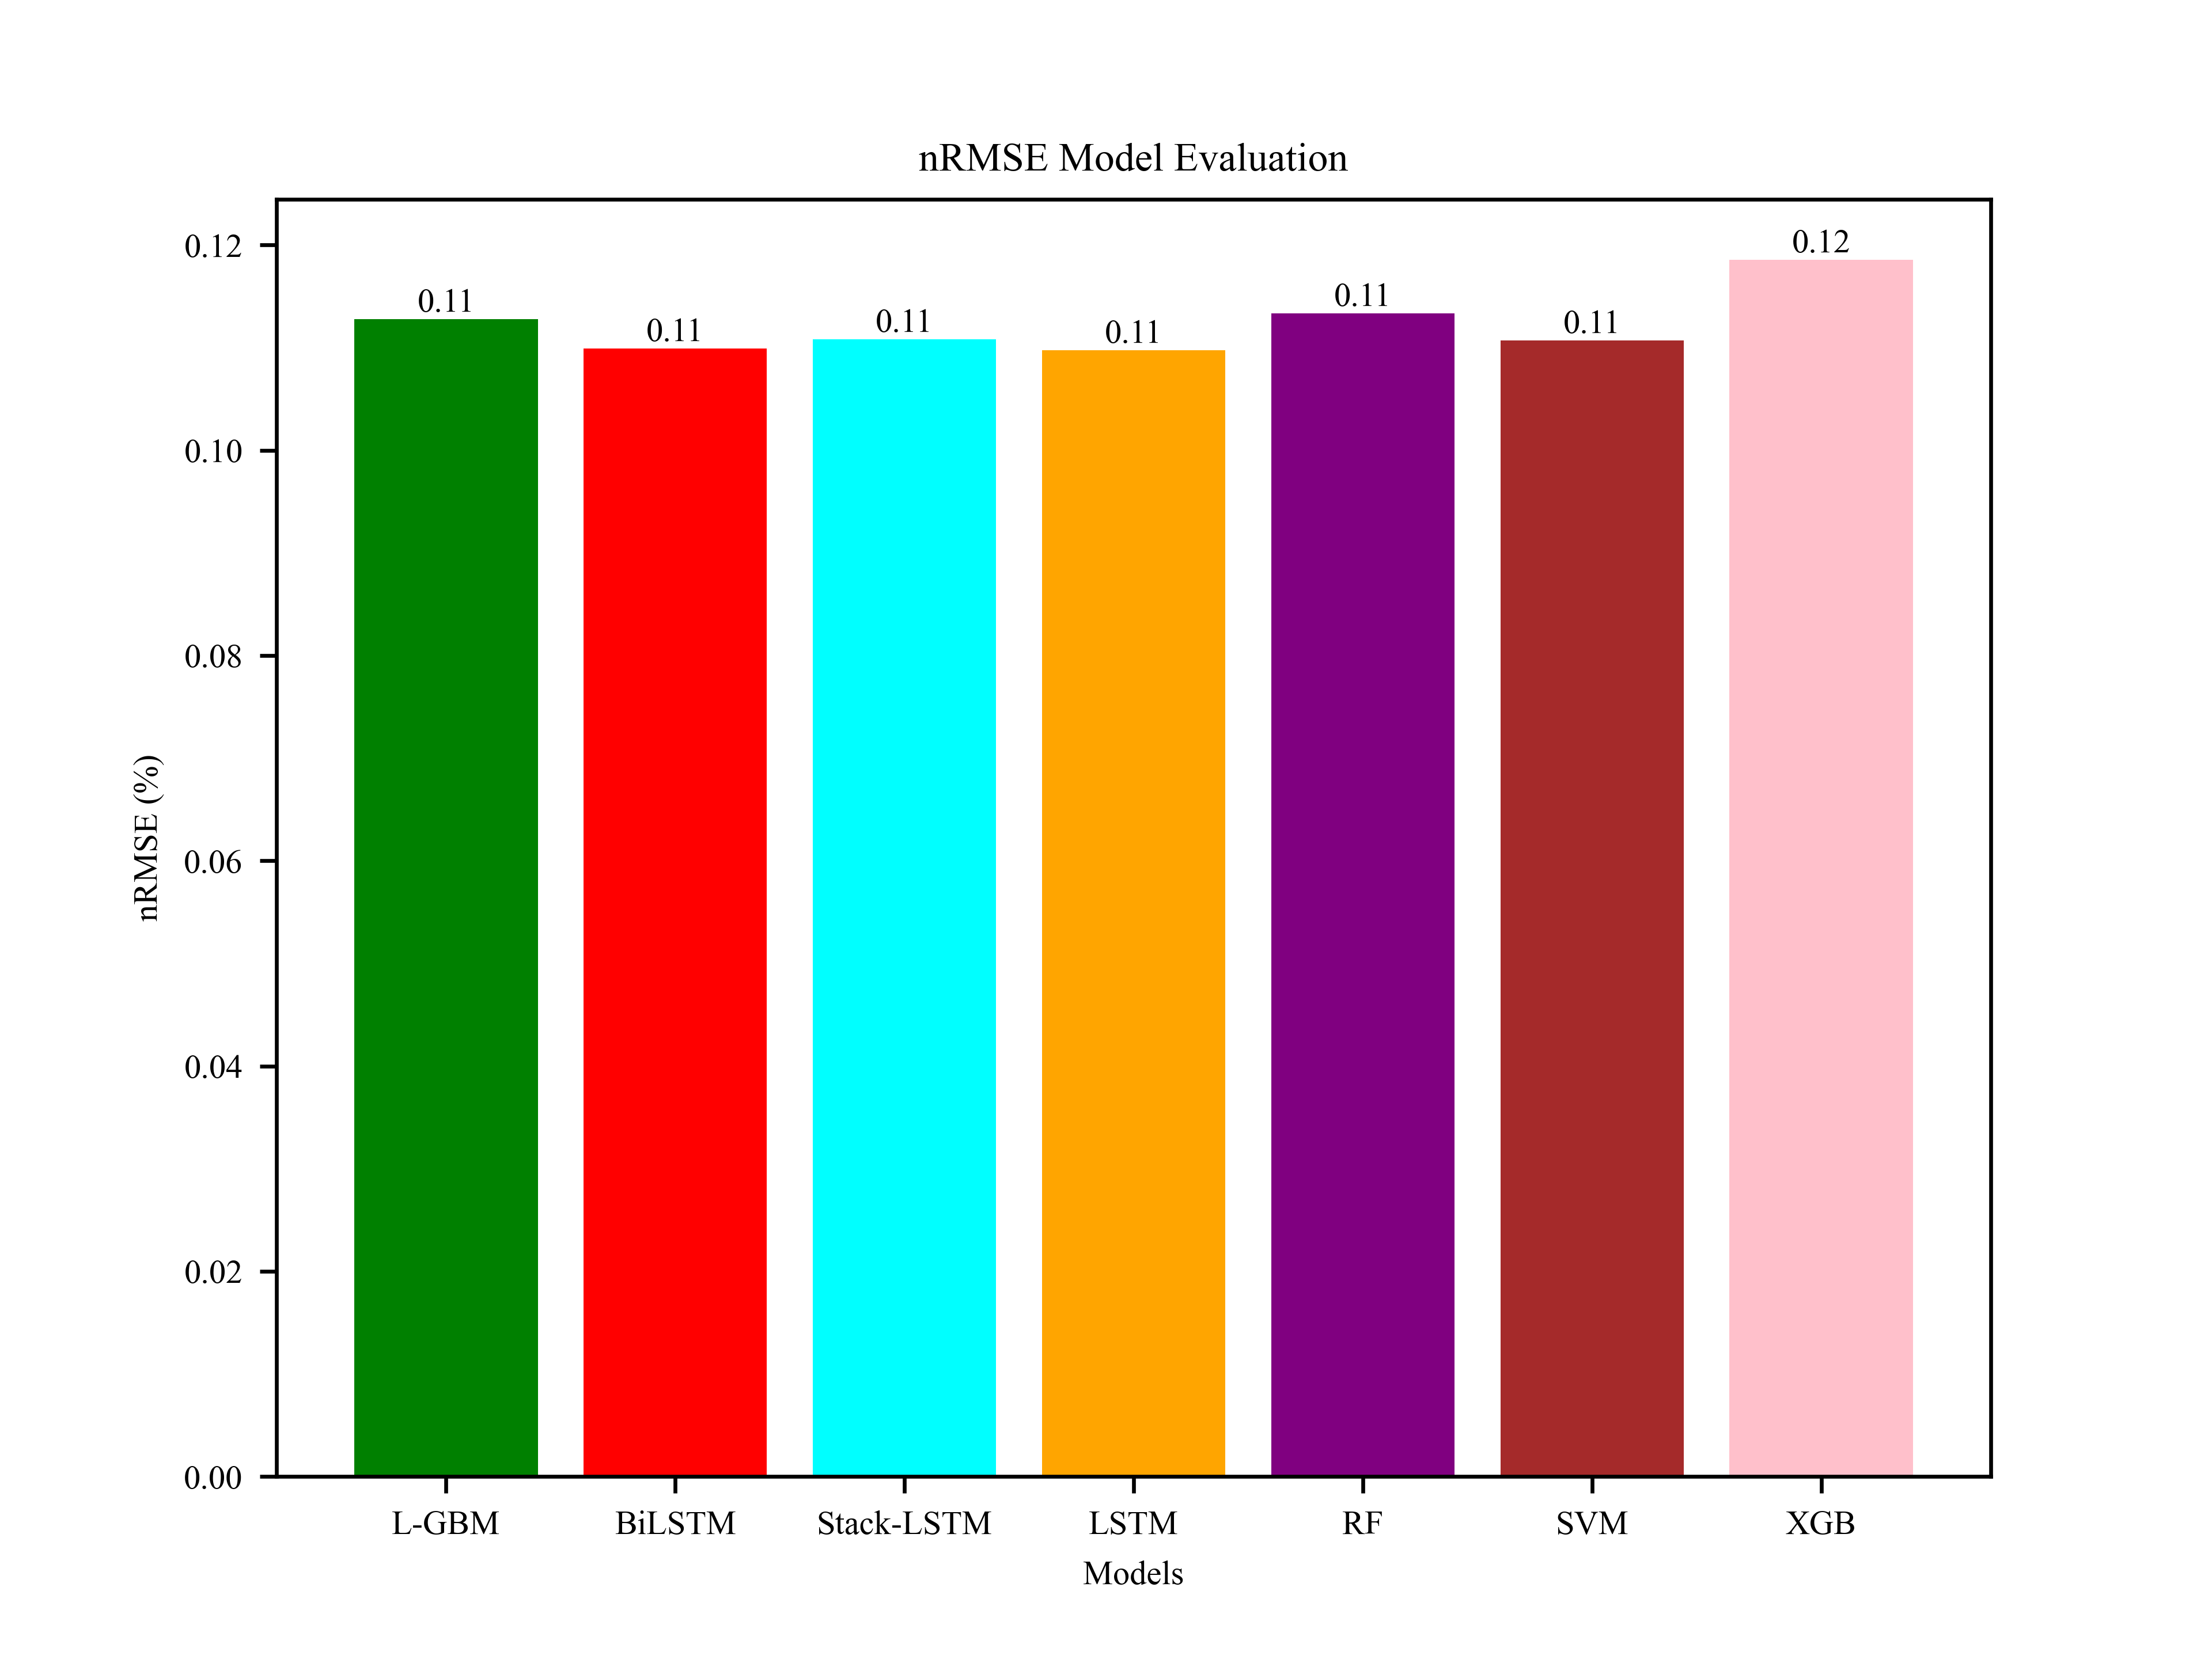 nRMSE Model Evaluation
nRMSE (%)
0.12
0.10
0.08
0.06
0.04
0.02
0.00
0.11
0.11
0.11
0.11
0.11
0.11
0.12
L-GBM
BiLSTM
Stack-LSTM
LSTM
RF
SVM
XGB
Models